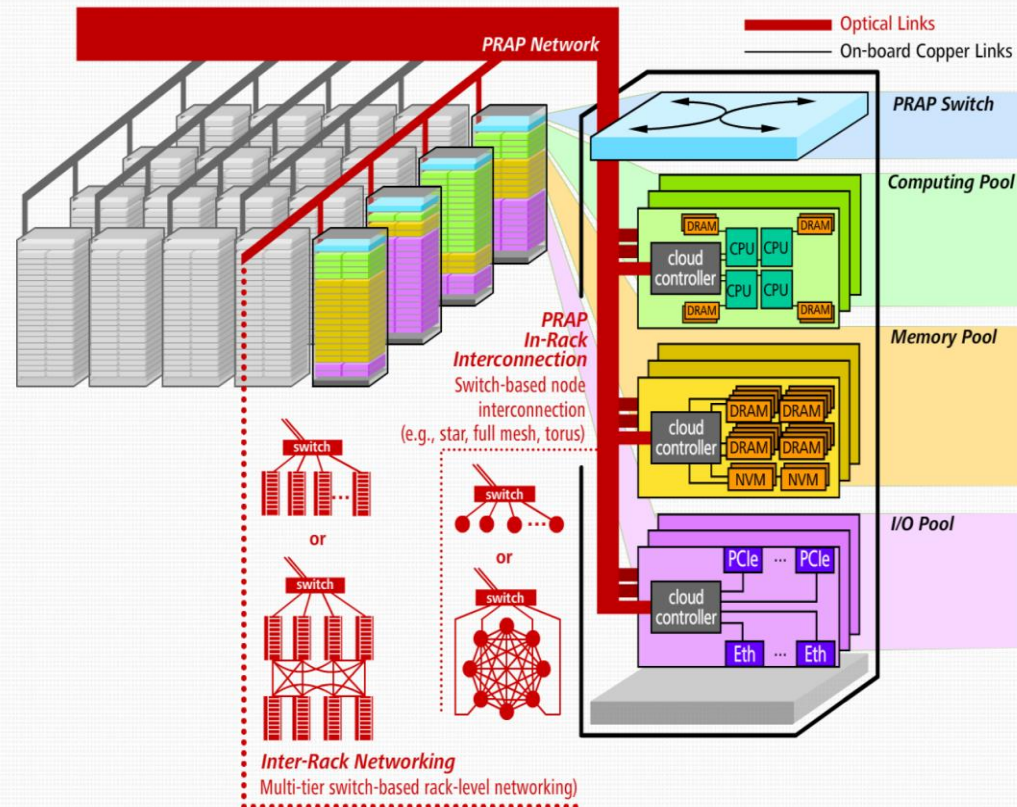 PRAP Network
Optical Links
On-board Copper Links
PRAP Switch
Computing Pool
DRAM
DRAM
CPU
CPU
cloud
controller
CPU
CPU
DRAM
DRAM
PRAP
In-Rack
Interconnection
Switch-based node
interconnection
(e.g., star, full mesh, torus)
Memory Pool
DRAM
DRAM
cloud
controller
DRAM
DRAM
NVM
NVM
switch
...
or
switch
switch
....
or
switch
I/O Pool
PCIe
...
PCIe
cloud
controller
Eth
...
Eth
Inter-Rack Networking
Multi-tier switch-based rack-level networking)